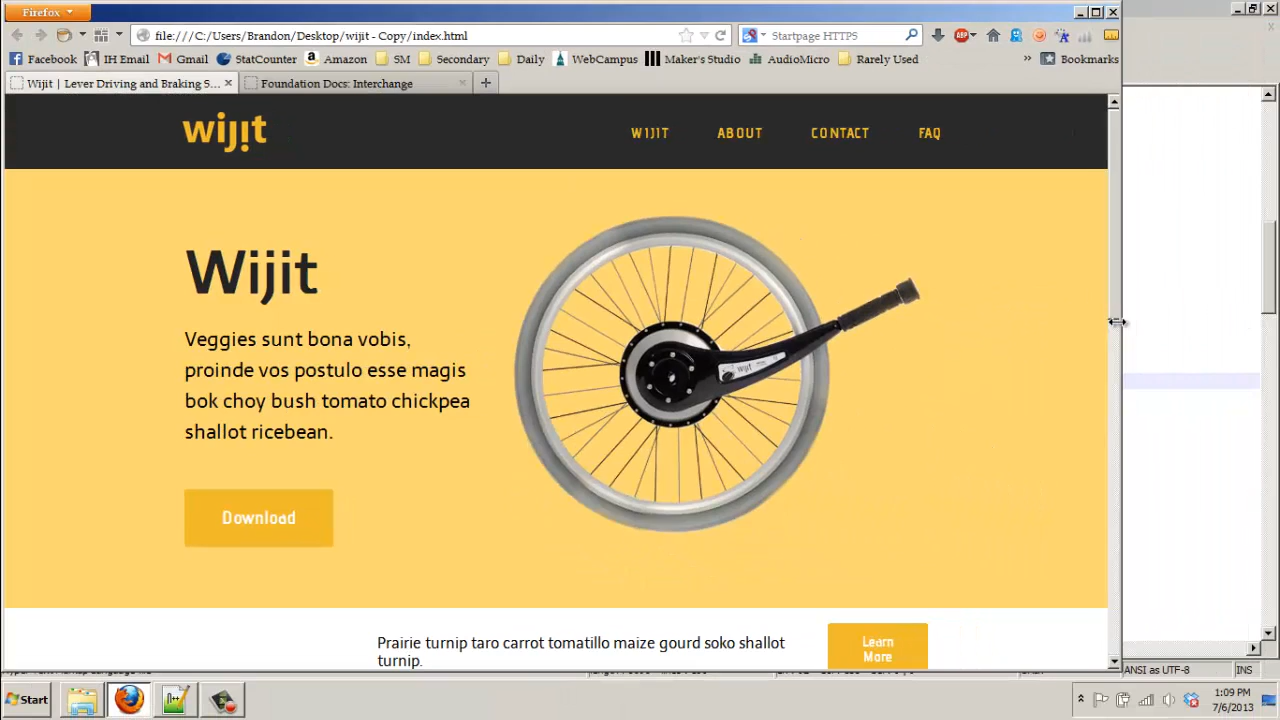 Firefox
file:///C:/Users/Brandon/Desktop/wijit - Copy/index.html
Startpage HTTPS
Facebook IH Email Gmail StatCounter Amazon SM Secondary Daily WebCampus Maker's Studio AudioMicro Rarely Used » Bookmarks
Wijit | Lever Driving and Braking S...
Foundation Docs: Interchange
wijit
WIJIT ABOUT CONTACT FAQ
Wijit
Veggies sunt bona vobis,
proinde vos postulo esse magis
bok choy bush tomato chickpea
shallot ricebean.
Download
Prairie turnip taro carrot tomatillo maize gourd soko shallot
turnip.
Learn
More
ANSI as UTF-8 INS
Start
1:09 PM
7/6/2013